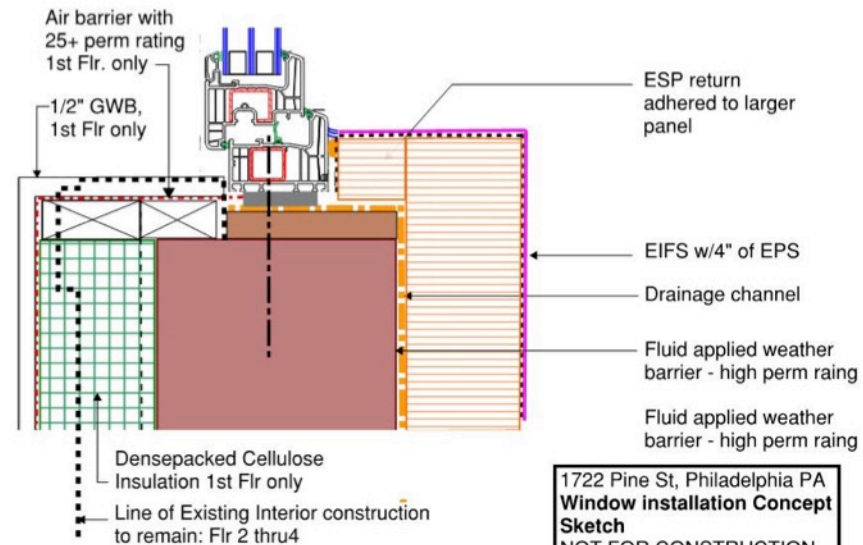 Air barrier with
25+ perm rating
1st Flr. only
1/2" GWB,
1st Flr only
ESP return
adhered to larger
panel
EIFS w/4" of EPS
Drainage channel
Fluid applied weather
barrier - high perm raing
Fluid applied weather
barrier - high perm raing
Densepacked Cellulose
Insulation 1st Flr only
Line of Existing Interior construction
to remain: Flr 2 thru4
1722 Pine St, Philadelphia PA
Window installation Concept
Sketch
NOT FOR CONSTRUCTION